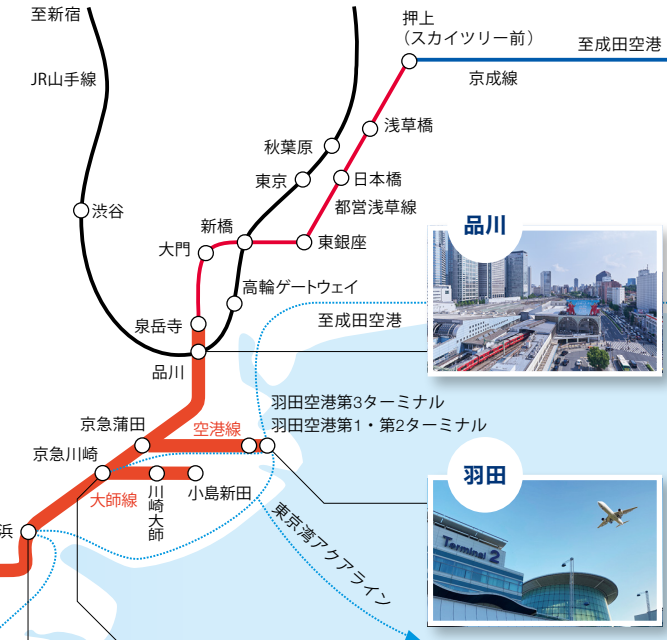 至新宿
押上
（スカイツリー前）
至成田空港
京成線
JR山手線
浅草橋
秋葉原
東京
日本橋
都営浅草線
渋谷
新橋
大門
東銀座
品川
高輪ゲートウェイ
泉岳寺
至成田空港
品川
羽田空港第3ターミナル
羽田空港第1・第2ターミナル
京急蒲田
空港線
京急川崎
大師線
川崎大師
小島新田
羽田
浜
東京湾アクアライン
Terminal 2